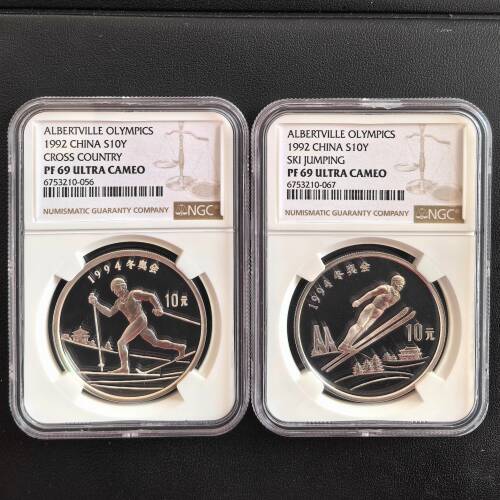 ALBERTVILLE OLYMPICS
1992 CHINA S10Y
CROSS COUNTRY
PF 69 ULTRA CAMEO
6753210-056
NUMISMATIC GUARANTY COMPANY NGC
1994冬奥会
10元
ALBERTVILLE OLYMPICS
1992 CHINA S10Y
SKI JUMPING
PF 69 ULTRA CAMEO
6753210-067
NUMISMATIC GUARANTY COMPANY NGC
1994冬奥会
10元